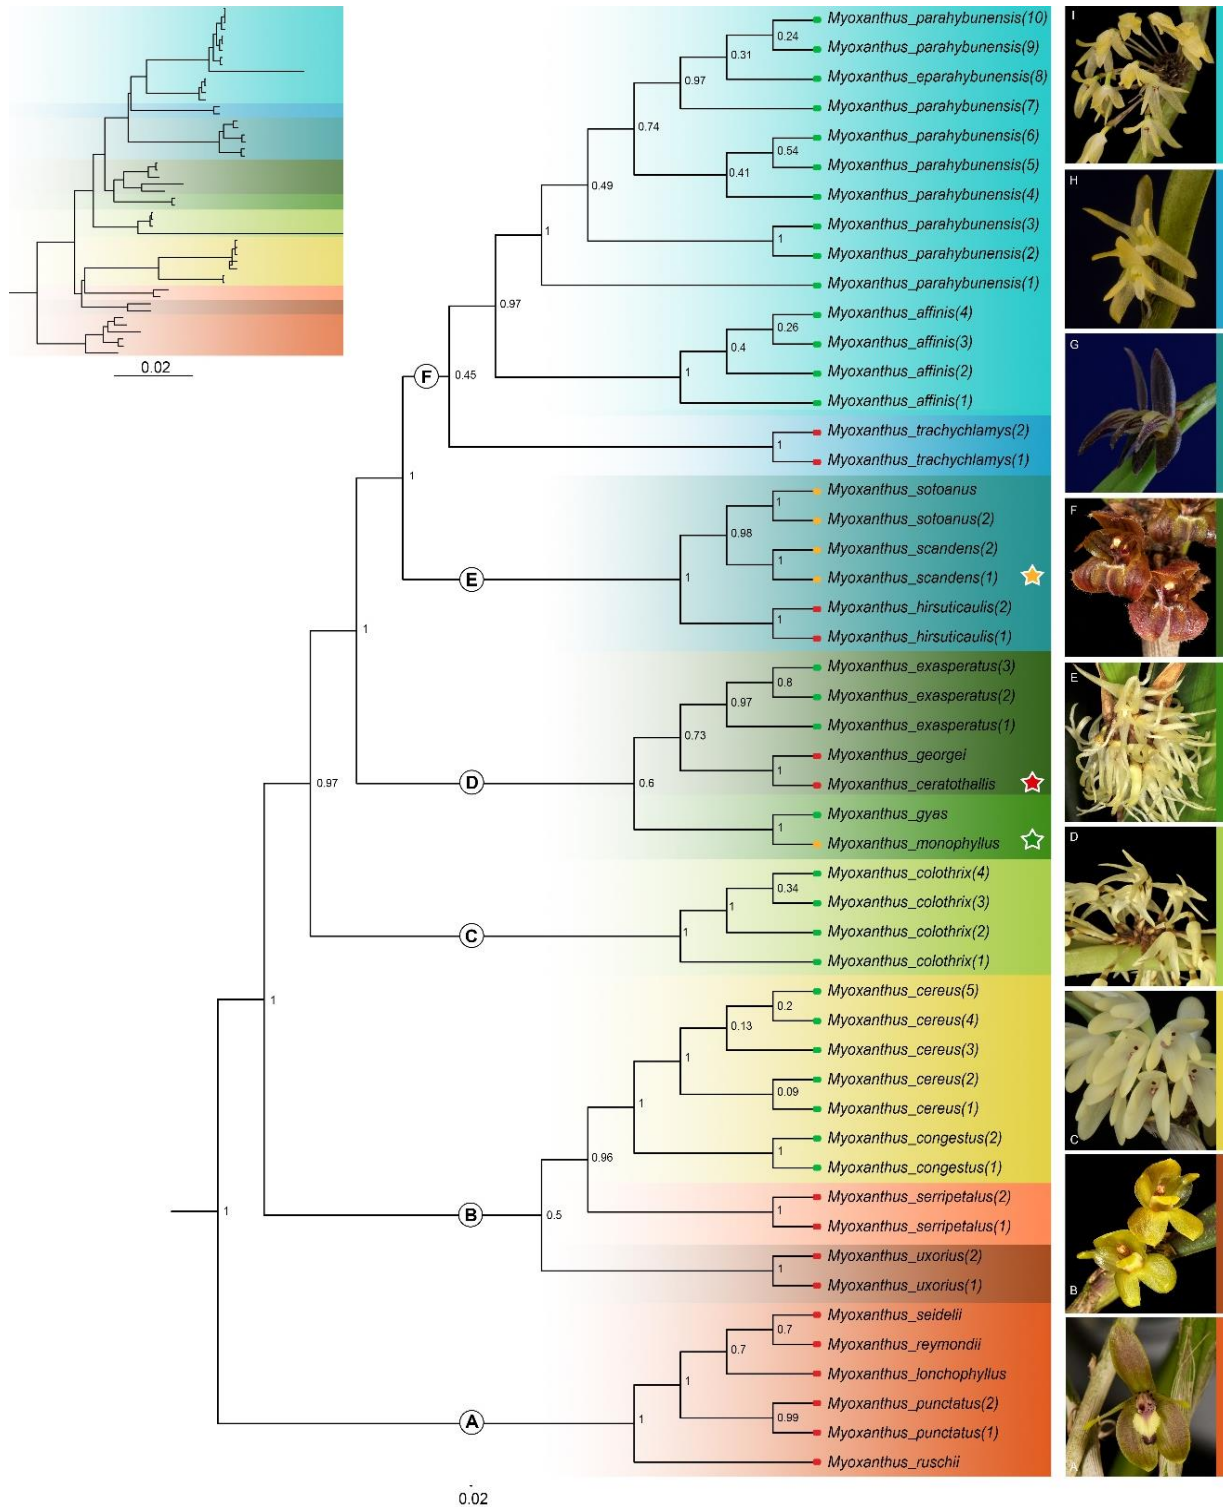 Myoxanthus_parahybunensis(10)
0.24
Myoxanthus_parahybunensis(9)
0.31
Myoxanthus_eparahybunensis(8)
0.97
Myoxanthus_parahybunensis(7)
0.74
Myoxanthus_parahybunensis(6)
0.54
Myoxanthus_parahybunensis(5)
0.41
Myoxanthus_parahybunensis(4)
0.49
Myoxanthus_parahybunensis(3)
1
Myoxanthus_parahybunensis(2)
1
Myoxanthus_parahybunensis(1)
0.97
Myoxanthus_affinis(4)
0.26
Myoxanthus_affinis(3)
0.4
Myoxanthus_affinis(2)
1
Myoxanthus_affinis(1)
0.02
F
0.45
Myoxanthus_trachychlamys(2)
1
Myoxanthus_trachychlamys(1)
1
Myoxanthus_sotoanus
1
Myoxanthus_sotoanus(2)
0.98
Myoxanthus_scandens(2)
1
Myoxanthus_scandens(1)
E
1
Myoxanthus_hirsuticaulis(2)
1
Myoxanthus_hirsuticaulis(1)
1
Myoxanthus_exasperatus(3)
0.8
Myoxanthus_exasperatus(2)
0.97
Myoxanthus_exasperatus(1)
0.73
Myoxanthus_georgei
1
Myoxanthus_ceratothallis
D
0.6
Myoxanthus_gyas
1
Myoxanthus_monophyllus
0.97
Myoxanthus_colothrix(4)
0.34
Myoxanthus_colothrix(3)
1
Myoxanthus_colothrix(2)
C
1
Myoxanthus_colothrix(1)
1
Myoxanthus_cereus(5)
0.2
Myoxanthus_cereus(4)
0.13
Myoxanthus_cereus(3)
1
Myoxanthus_cereus(2)
0.09
Myoxanthus_cereus(1)
1
Myoxanthus_congestus(2)
1
Myoxanthus_congestus(1)
0.96
Myoxanthus_serripetalus(2)
1
Myoxanthus_serripetalus(1)
B
0.5
Myoxanthus_uxorius(2)
1
Myoxanthus_uxorius(1)
1
Myoxanthus_seidelii
0.7
Myoxanthus_reymondii
0.7
Myoxanthus_lonchophyllus
1
Myoxanthus_punctatus(2)
0.99
Myoxanthus_punctatus(1)
A
1
Myoxanthus_ruschii
0.02
I
H
G
F
E
D
C
B
A